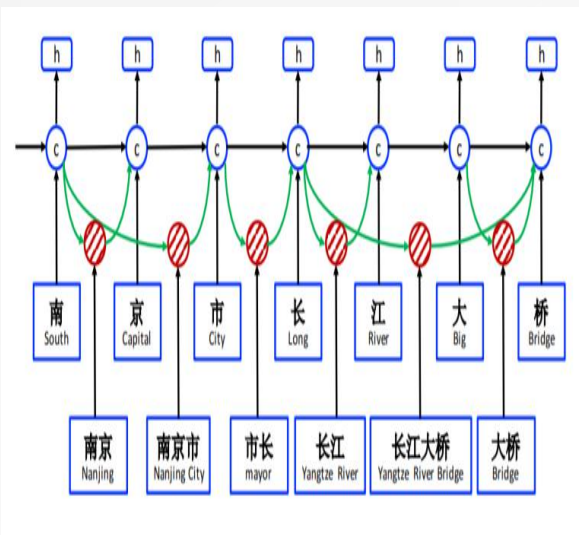 h h h h h h h
c c c c c c c
南 京 市 长 江 大 桥
South Capital City Long River Big Bridge
南京 南京市 市长 长江 长江大桥 大桥
Nanjing Nanjing City mayor Yangtze River Yangtze River Bridge Bridge